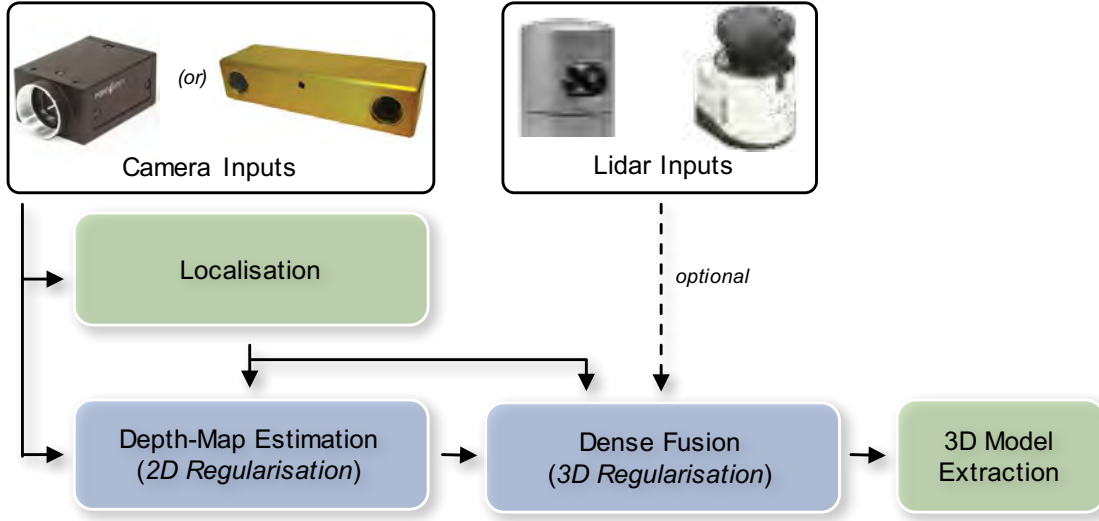 (or)
Camera Inputs
Lidar Inputs
Localisation
optional
Depth-Map Estimation
(2D Regularisation)
Dense Fusion
(3D Regularisation)
3D Model
Extraction